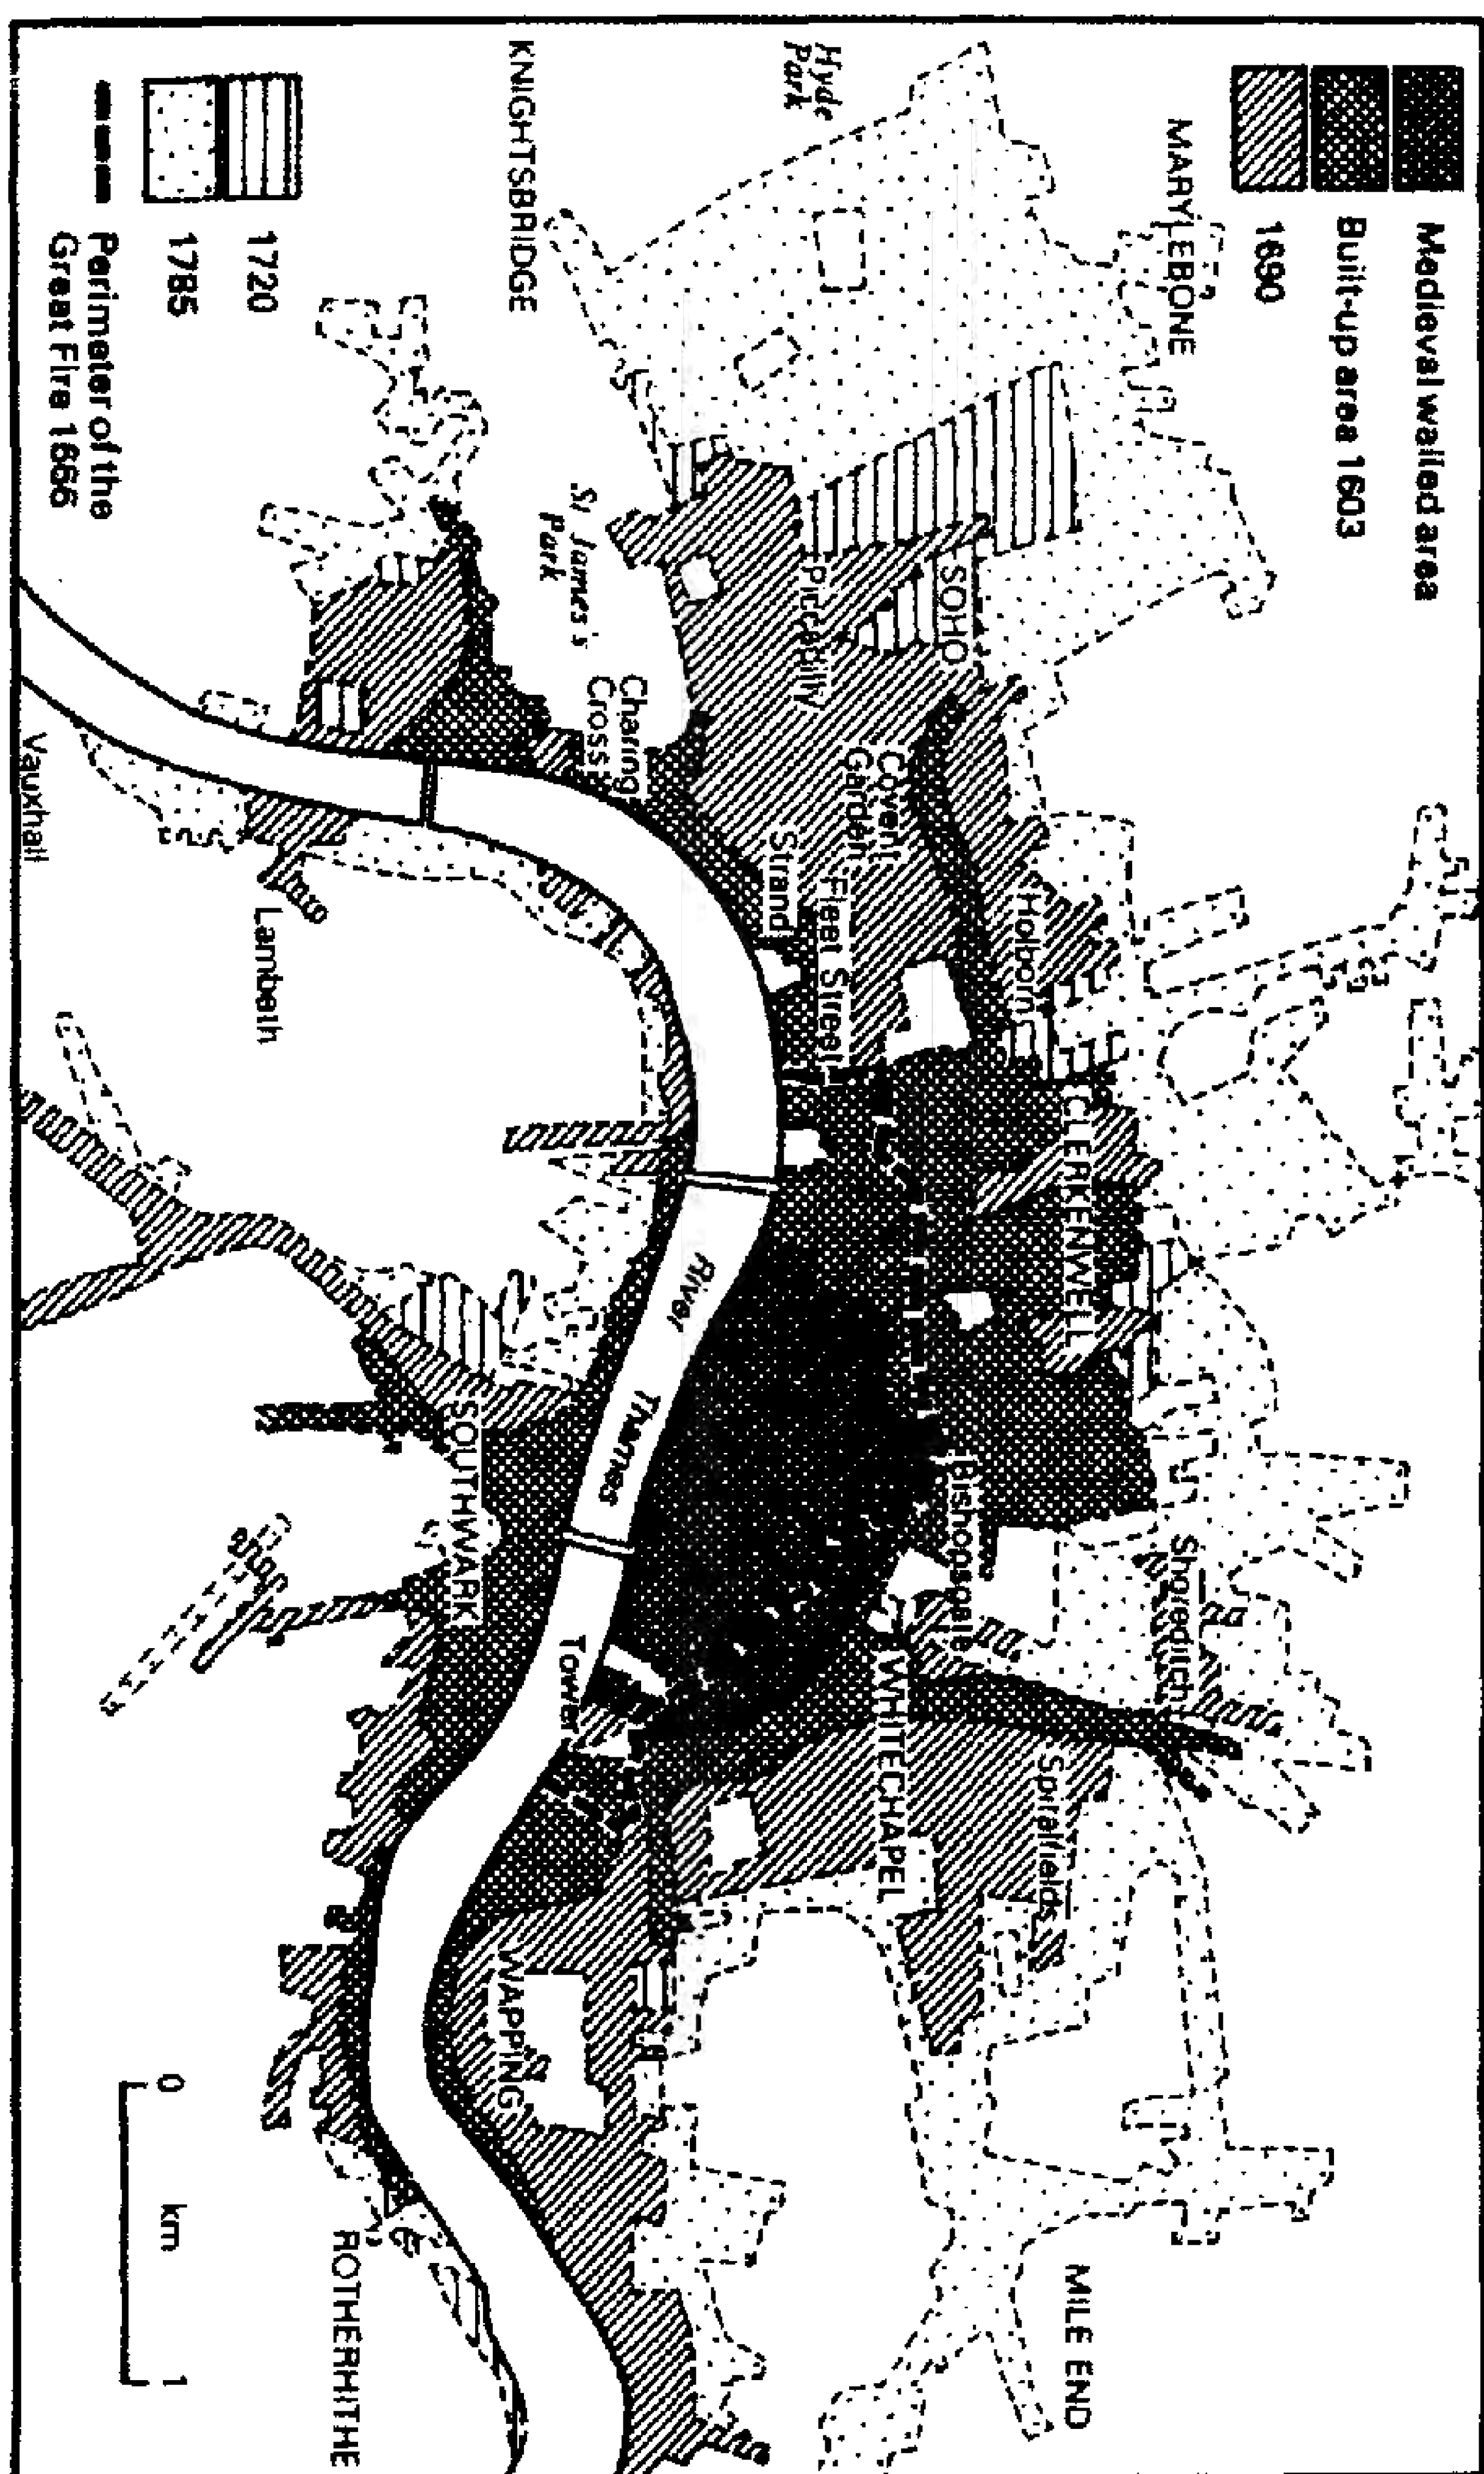 Medieval walled area
Built-up area 1603
1690
MARYLEBONE
Hyde
Park
KNIGHTSBRIDGE
1720
1785
Perimeter of the
Great Fire 1666
St James's
Park
Piccadilly
SOHO
Charing
Cross
Covent
Garden
Strand
Fleet Street
Holborn
CLERKENWELL
Vauxhall
Lambeth
River Thames
SOUTHWARK
Bishopsgate
Shoreditch
Tower
WHITECHAPEL
Spitalfields
WAPPING
MILE END
ROTHERHITHE
0 km 1